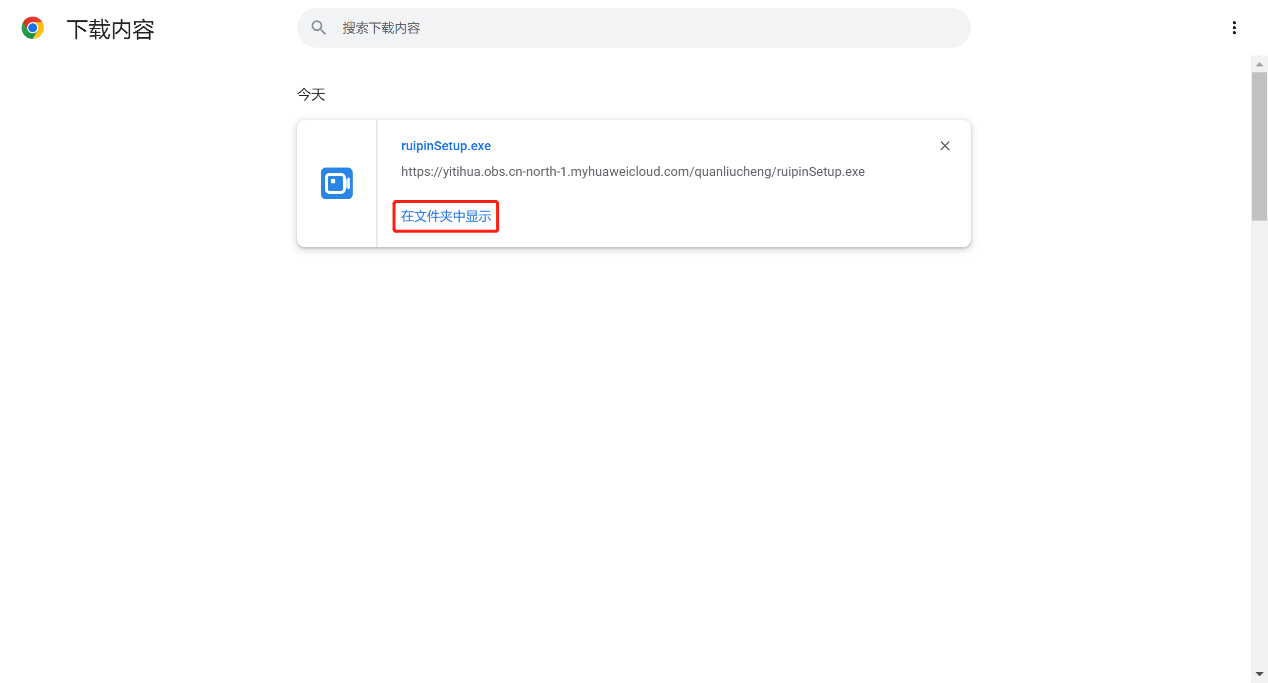 下载内容
搜索下载内容
今天
ruipinSetup.exe
https://yitihua.obs.cn-north-1.myhuaweicloud.com/quanliucheng/ruipinSetup.exe
在文件夹中显示